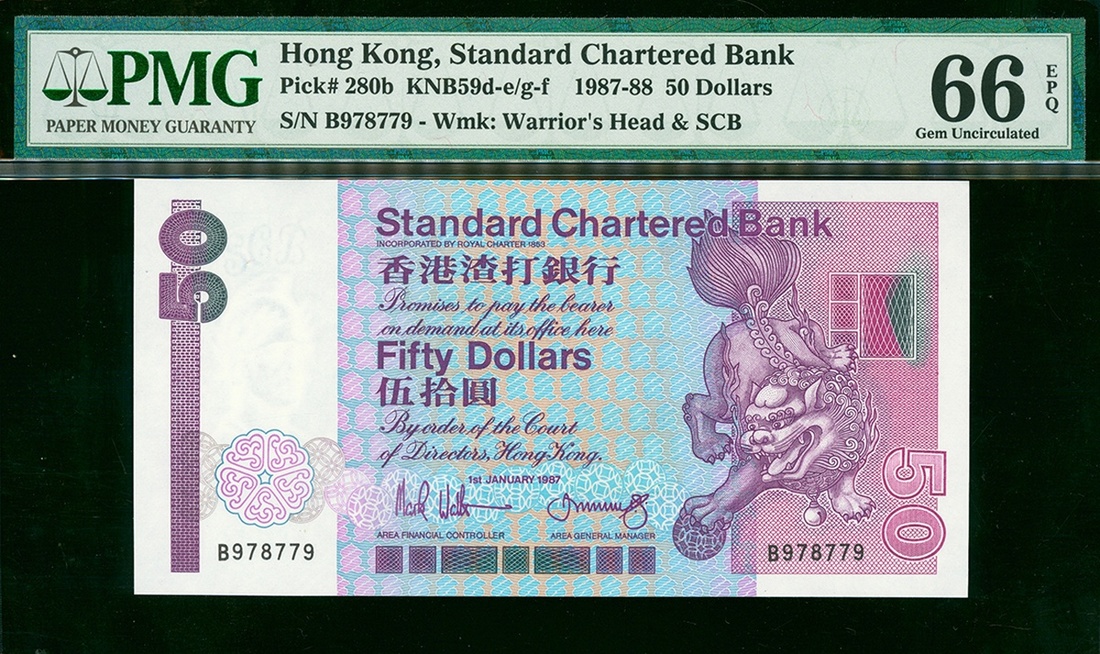 PMG
PAPER MONEY GUARANTY
Hong Kong, Standard Chartered Bank
Pick# 280b KNB59d-e/g-f 1987-88 50 Dollars
S/N B978779 - Wmk: Warrior's Head & SCB
66
EPQ
Gem Uncirculated
50
Standard Chartered Bank
INCORPORATED BY ROYAL CHARTER 1853
香港渣打銀行
Promises to pay the bearer
on demand at its office here
Fifty Dollars
伍拾圓
By order of the Court
of Directors, Hong Kong.
1st JANUARY 1987
AREA FINANCIAL CONTROLLER AREA GENERAL MANAGER
B978779 B978779
50